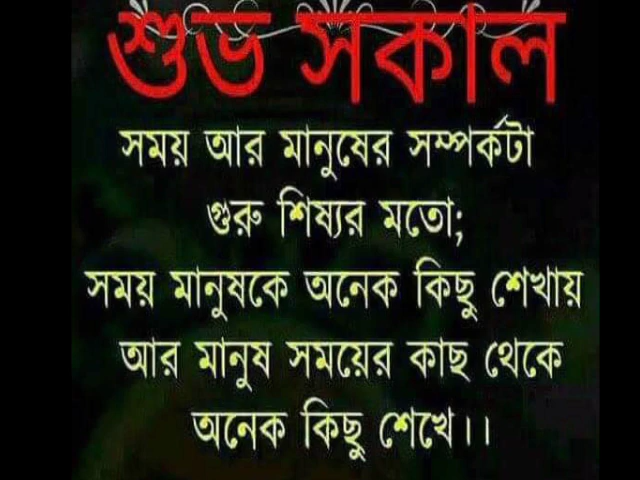 শুভ সকাল
সময় আর মানুষের সম্পর্কটা
গুরু শিষ্যর মতো;
সময় মানুষকে অনেক কিছু শেখায়
আর মানুষ সময়ের কাছ থেকে
অনেক কিছু শেখে।।